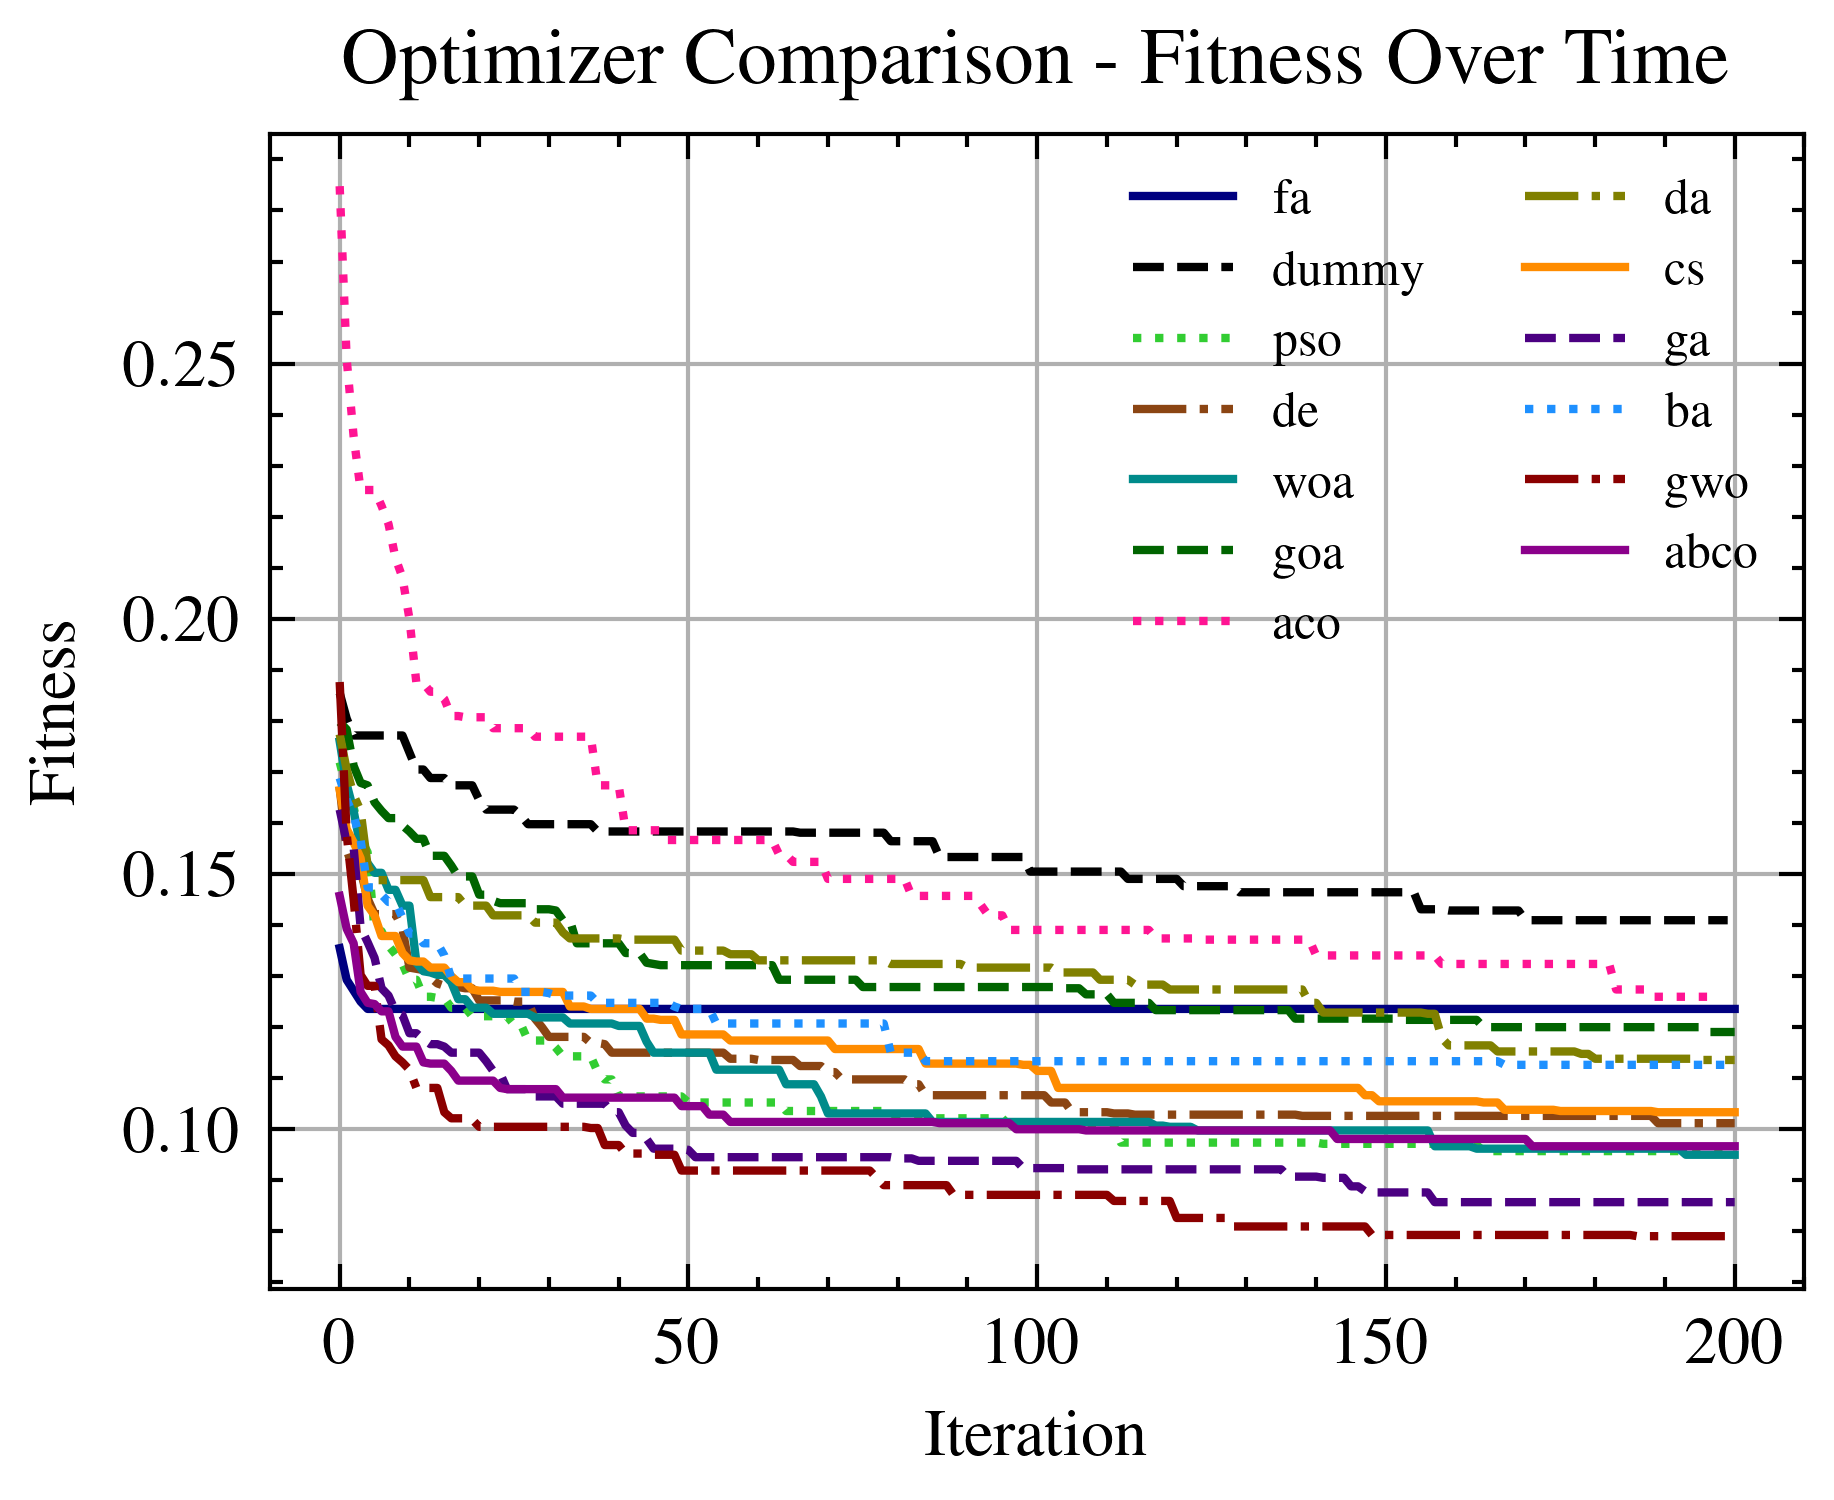 Optimizer Comparison - Fitness Over Time
fa
dummy
pso
de
woa
goa
aco
da
cs
ga
ba
gwo
abco
Fitness
0.25
0.20
0.15
0.10
0 50 100 150 200
Iteration